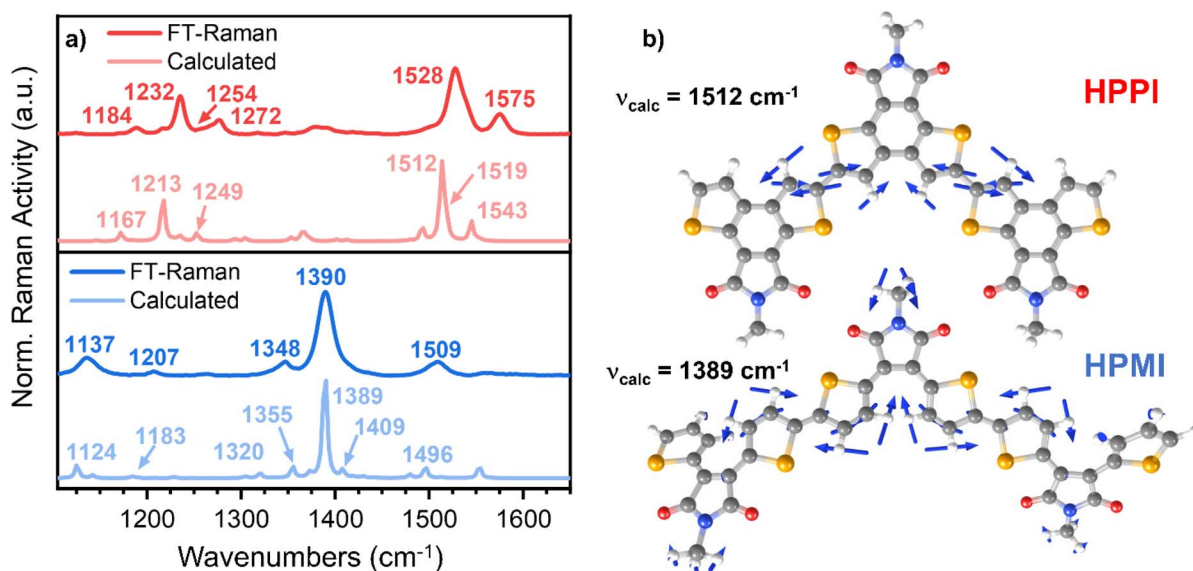 a)
FT-Raman
Calculated
1184
1232
1254
1272
1528
1575
1167
1213
1249
1512
1519
1543
FT-Raman
Calculated
1137
1207
1348
1390
1509
1124
1183
1320
1355
1389
1409
1496
1200
1300
1400
1500
1600
Wavenumbers (cm⁻¹)
Norm. Raman Activity (a.u.)
b)
νcalc = 1512 cm⁻¹
HPPI
N
N
N
νcalc = 1389 cm⁻¹
HPMI
N
N
N